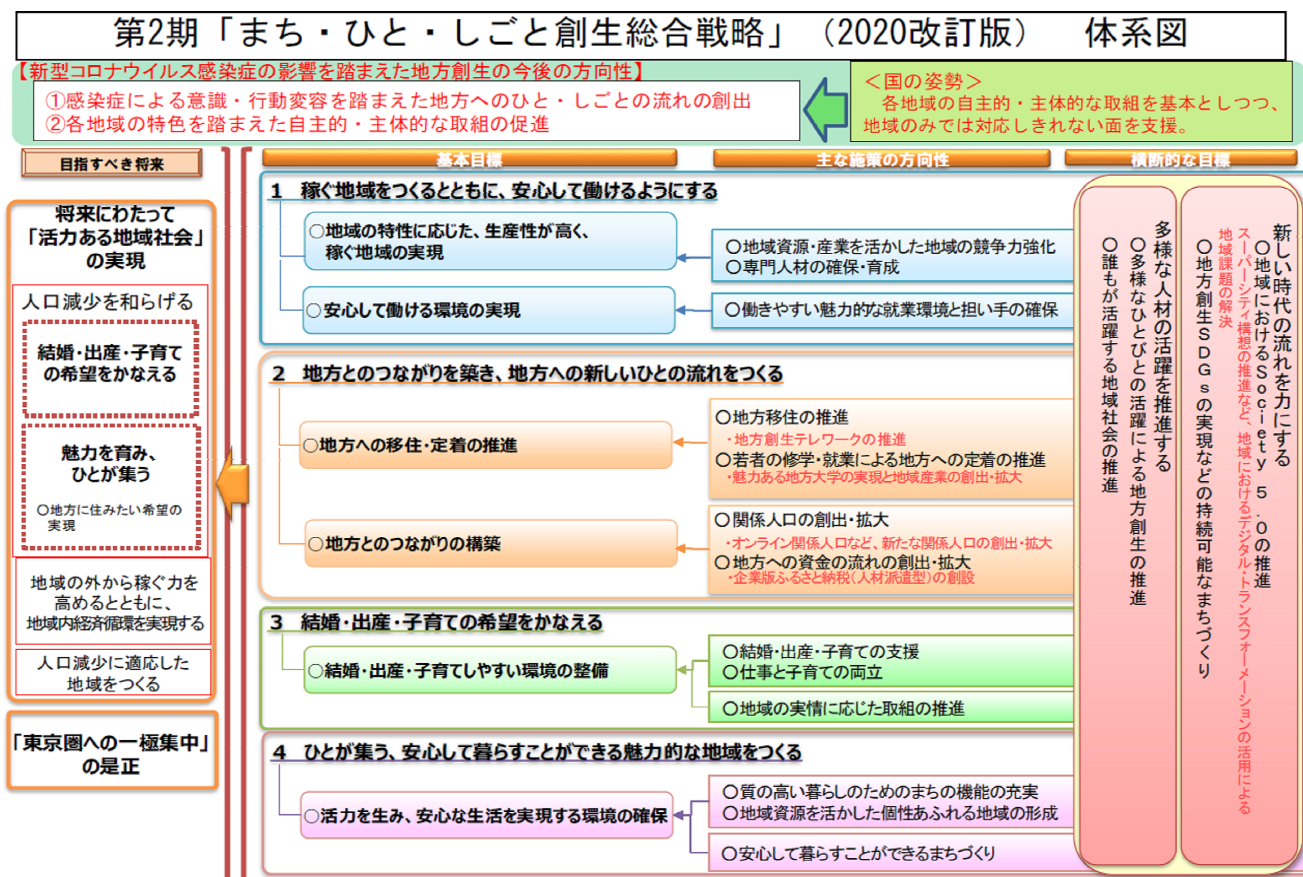 第2期「まち・ひと・しごと創生総合戦略」（2020改訂版）　体系図
【新型コロナウイルス感染症の影響を踏まえた地方創生の今後の方向性】
①感染症による意識・行動変容を踏まえた地方へのひと・しごとの流れの創出
②各地域の特色を踏まえた自主的・主体的な取組の促進
＜国の姿勢＞
各地域の自主的・主体的な取組を基本としつつ、
地域のみでは対応しきれない面を支援。
目指すべき将来
将来にわたって
「活力ある地域社会」
の実現
人口減少を和らげる
結婚・出産・子育て
の希望をかなえる
魅力を育み、
ひとが集う
○地方に住みたい希望の
実現
地域の外から稼ぐ力を
高めるとともに、
地域内経済循環を実現する
人口減少に適応した
地域をつくる
「東京圏への一極集中」
の是正
基本目標
主な施策の方向性
横断的な目標
1　稼ぐ地域をつくるとともに、安心して働けるようにする
○地域の特性に応じた、生産性が高く、
稼ぐ地域の実現
○地域資源・産業を活かした地域の競争力強化
○専門人材の確保・育成
○安心して働ける環境の実現
○働きやすい魅力的な就業環境と担い手の確保
2　地方とのつながりを築き、地方への新しいひとの流れをつくる
○地方への移住・定着の推進
○地方移住の推進
・地方創生テレワークの推進
○若者の修学・就業による地方への定着の推進
・魅力ある地方大学の実現と地域産業の創出・拡大
○地方とのつながりの構築
○関係人口の創出・拡大
・オンライン関係人口など、新たな関係人口の創出・拡大
○地方への資金の流れの創出・拡大
・企業版ふるさと納税（人材派遣型）の創設
3　結婚・出産・子育ての希望をかなえる
○結婚・出産・子育てしやすい環境の整備
○結婚・出産・子育ての支援
○仕事と子育ての両立
○地域の実情に応じた取組の推進
4　ひとが集う、安心して暮らすことができる魅力的な地域をつくる
○活力を生み、安心な生活を実現する環境の確保
○質の高い暮らしのためのまちの機能の充実
○地域資源を活かした個性あふれる地域の形成
○安心して暮らすことができるまちづくり
新しい時代の流れを力にする
○地域におけるSociety 5.0の推進
スーパーシティ構想の推進など、地域におけるデジタル・トランスフォーメーションの活用による
地域課題の解決
○地方創生SDGsの実現などの持続可能なまちづくり
多様な人材の活躍を推進する
○多様なひとびとの活躍による地方創生の推進
○誰もが活躍する地域社会の推進